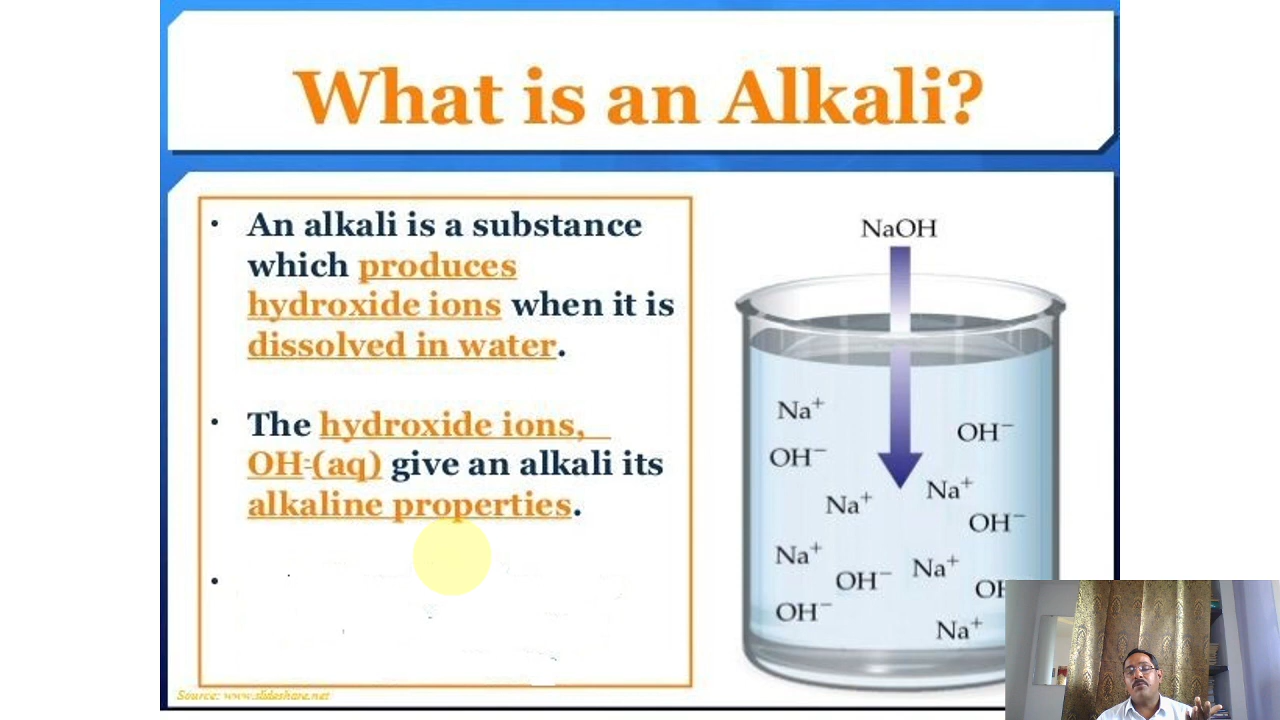 What is an Alkali?
• An alkali is a substance
which produces
hydroxide ions when it is
dissolved in water.
• The hydroxide ions,
OH-(aq) give an alkali its
alkaline properties.
•
Source: www.slideshare.net
NaOH
Na⁺
OH⁻
OH⁻
Na⁺
Na⁺
OH⁻
Na⁺
OH⁻
Na⁺
OH⁻
Na⁺